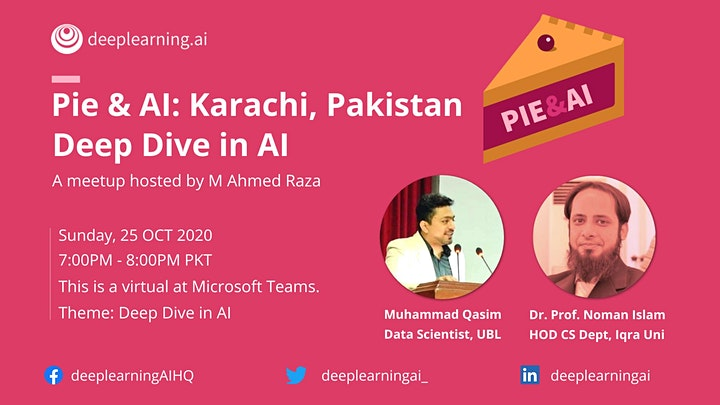 deeplearning.ai
Pie & AI: Karachi, Pakistan
Deep Dive in AI
A meetup hosted by M Ahmed Raza
PIE&AI
Sunday, 25 OCT 2020
7:00PM - 8:00PM PKT
This is a virtual at Microsoft Teams.
Theme: Deep Dive in AI
Muhammad Qasim
Data Scientist, UBL
Dr. Prof. Noman Islam
HOD CS Dept, Iqra Uni
deeplearningAIHQ
deeplearningai_
deeplearningai